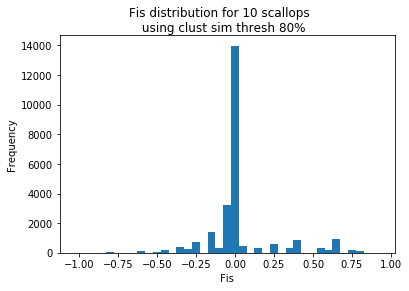 Fis distribution for 10 scallops
using clust sim thresh 80%
Frequency
14000
12000
10000
8000
6000
4000
2000
0
-1.00 -0.75 -0.50 -0.25 0.00 0.25 0.50 0.75 1.00
Fis